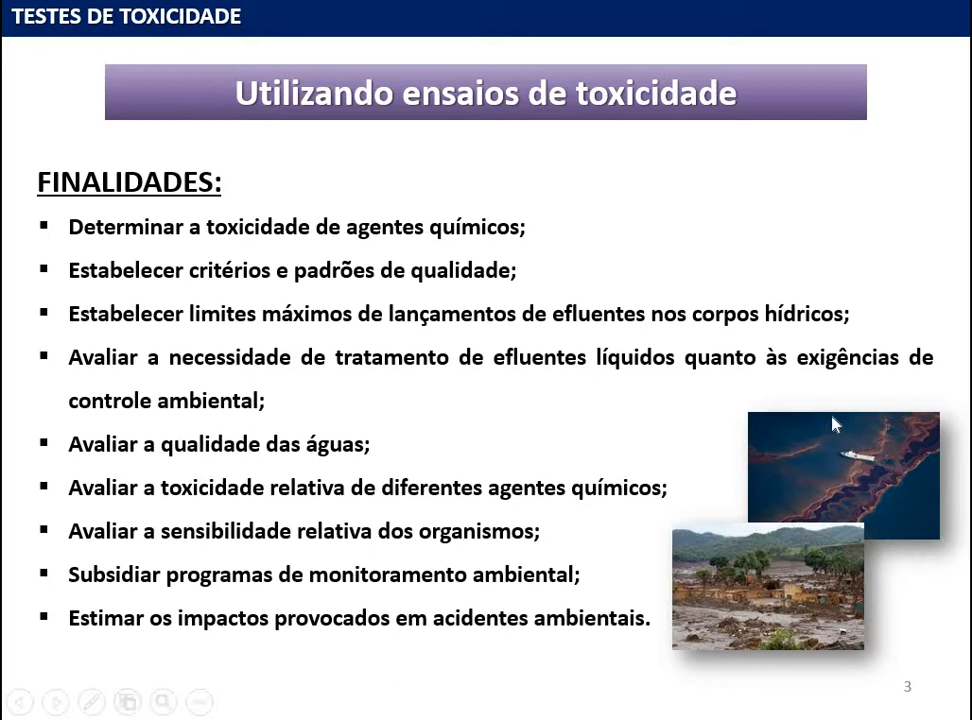 TESTES DE TOXICIDADE
Utilizando ensaios de toxicidade
FINALIDADES:
▪ Determinar a toxicidade de agentes químicos;
▪ Estabelecer critérios e padrões de qualidade;
▪ Estabelecer limites máximos de lançamentos de efluentes nos corpos hídricos;
▪ Avaliar a necessidade de tratamento de efluentes líquidos quanto às exigências de
controle ambiental;
▪ Avaliar a qualidade das águas;
▪ Avaliar a toxicidade relativa de diferentes agentes químicos;
▪ Avaliar a sensibilidade relativa dos organismos;
▪ Subsidiar programas de monitoramento ambiental;
▪ Estimar os impactos provocados em acidentes ambientais.
3